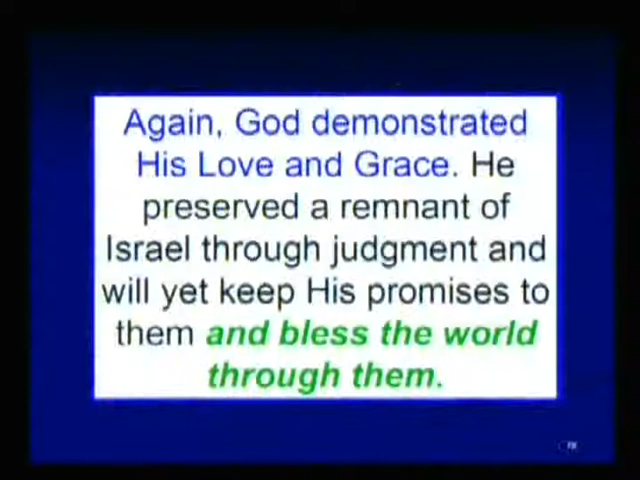 Again, God demonstrated
His Love and Grace. He
preserved a remnant of
Israel through judgment and
will yet keep His promises to
them and bless the world
through them.